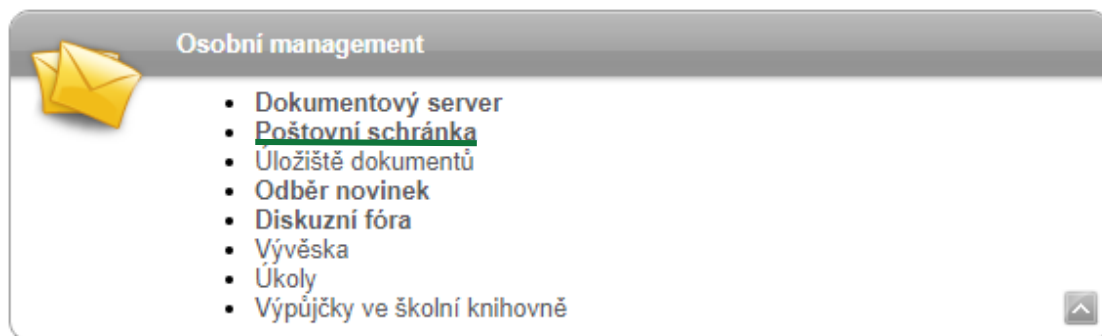 Osobní management
Dokumentový server
Poštovní schránka
Úložiště dokumentů
Odběr novinek
Diskuzní fóra
Vývěska
Úkoly
Výpůjčky ve školní knihovně